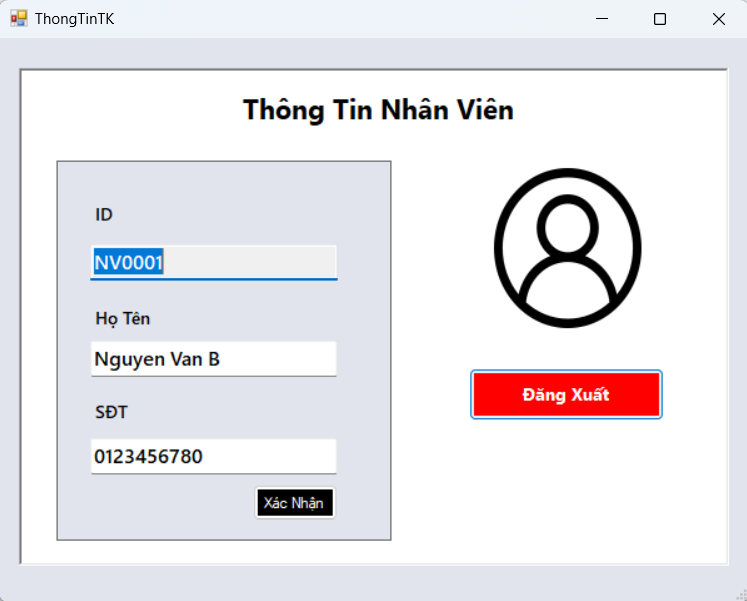 ThongTinTK
Thông Tin Nhân Viên
ID
NV0001
Họ Tên
Nguyen Van B
SĐT
0123456780
Xác Nhận
Đăng Xuất